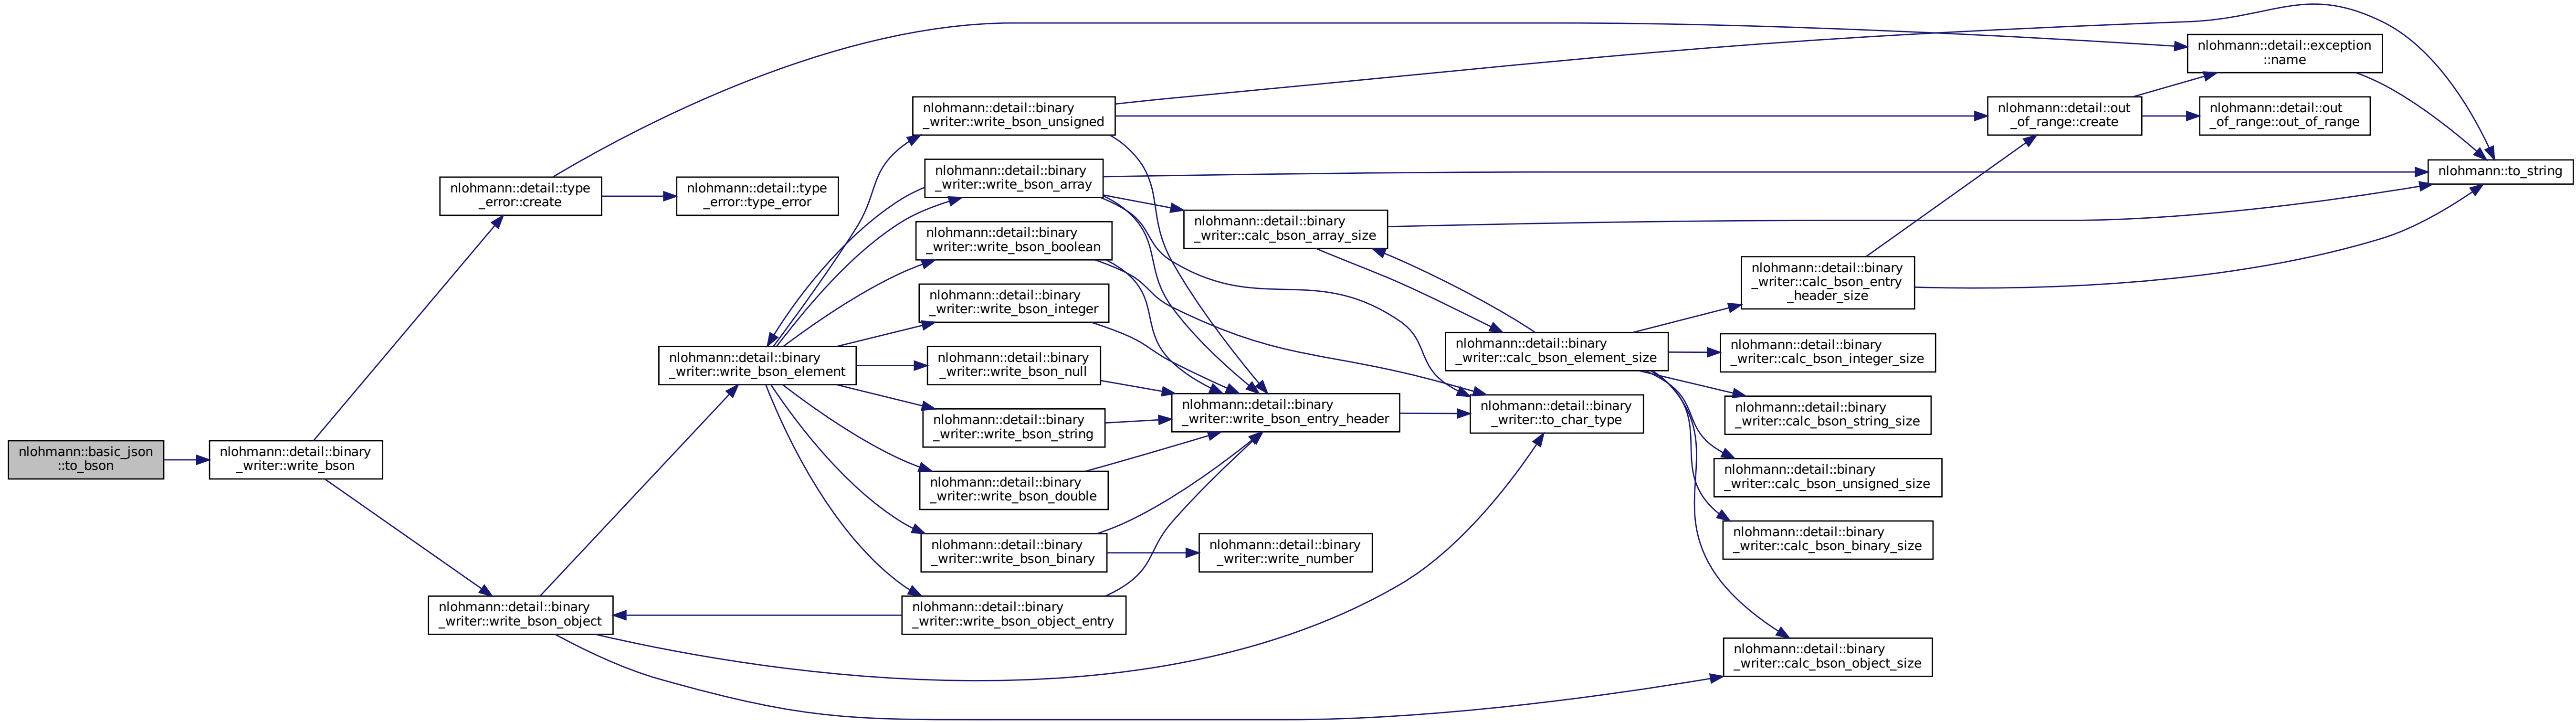 nlohmann::basic_json
::to_bson
nlohmann::detail::binary
_writer::write_bson
nlohmann::detail::type
_error::create
nlohmann::detail::type
_error::type_error
nlohmann::detail::binary
_writer::write_bson_object
nlohmann::detail::binary
_writer::write_bson_element
nlohmann::detail::binary
_writer::write_bson_unsigned
nlohmann::detail::binary
_writer::write_bson_array
nlohmann::detail::binary
_writer::write_bson_boolean
nlohmann::detail::binary
_writer::write_bson_integer
nlohmann::detail::binary
_writer::write_bson_null
nlohmann::detail::binary
_writer::write_bson_string
nlohmann::detail::binary
_writer::write_bson_double
nlohmann::detail::binary
_writer::write_bson_binary
nlohmann::detail::binary
_writer::write_bson_object_entry
nlohmann::detail::binary
_writer::calc_bson_array_size
nlohmann::detail::binary
_writer::write_bson_entry_header
nlohmann::detail::binary
_writer::write_number
nlohmann::detail::binary
_writer::calc_bson_element_size
nlohmann::detail::binary
_writer::to_char_type
nlohmann::detail::binary
_writer::calc_bson_entry
_header_size
nlohmann::detail::binary
_writer::calc_bson_integer_size
nlohmann::detail::binary
_writer::calc_bson_string_size
nlohmann::detail::binary
_writer::calc_bson_unsigned_size
nlohmann::detail::binary
_writer::calc_bson_binary_size
nlohmann::detail::binary
_writer::calc_bson_object_size
nlohmann::detail::out
_of_range::create
nlohmann::detail::exception
::name
nlohmann::detail::out
_of_range::out_of_range
nlohmann::to_string